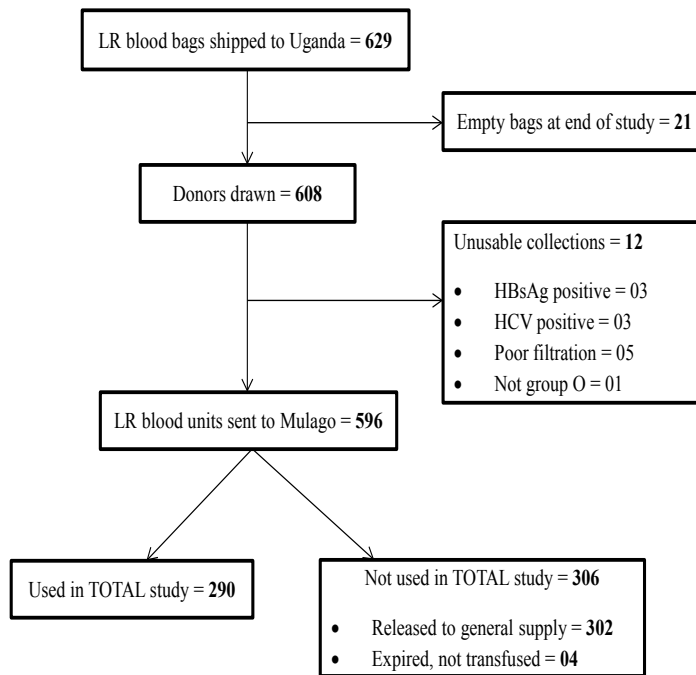 LR blood bags shipped to Uganda = 629
Empty bags at end of study = 21
Donors drawn = 608
Unusable collections = 12
• HBsAg positive = 03
• HCV positive = 03
• Poor filtration = 05
• Not group O = 01
LR blood units sent to Mulago = 596
Used in TOTAL study = 290
Not used in TOTAL study = 306
• Released to general supply = 302
• Expired, not transfused = 04